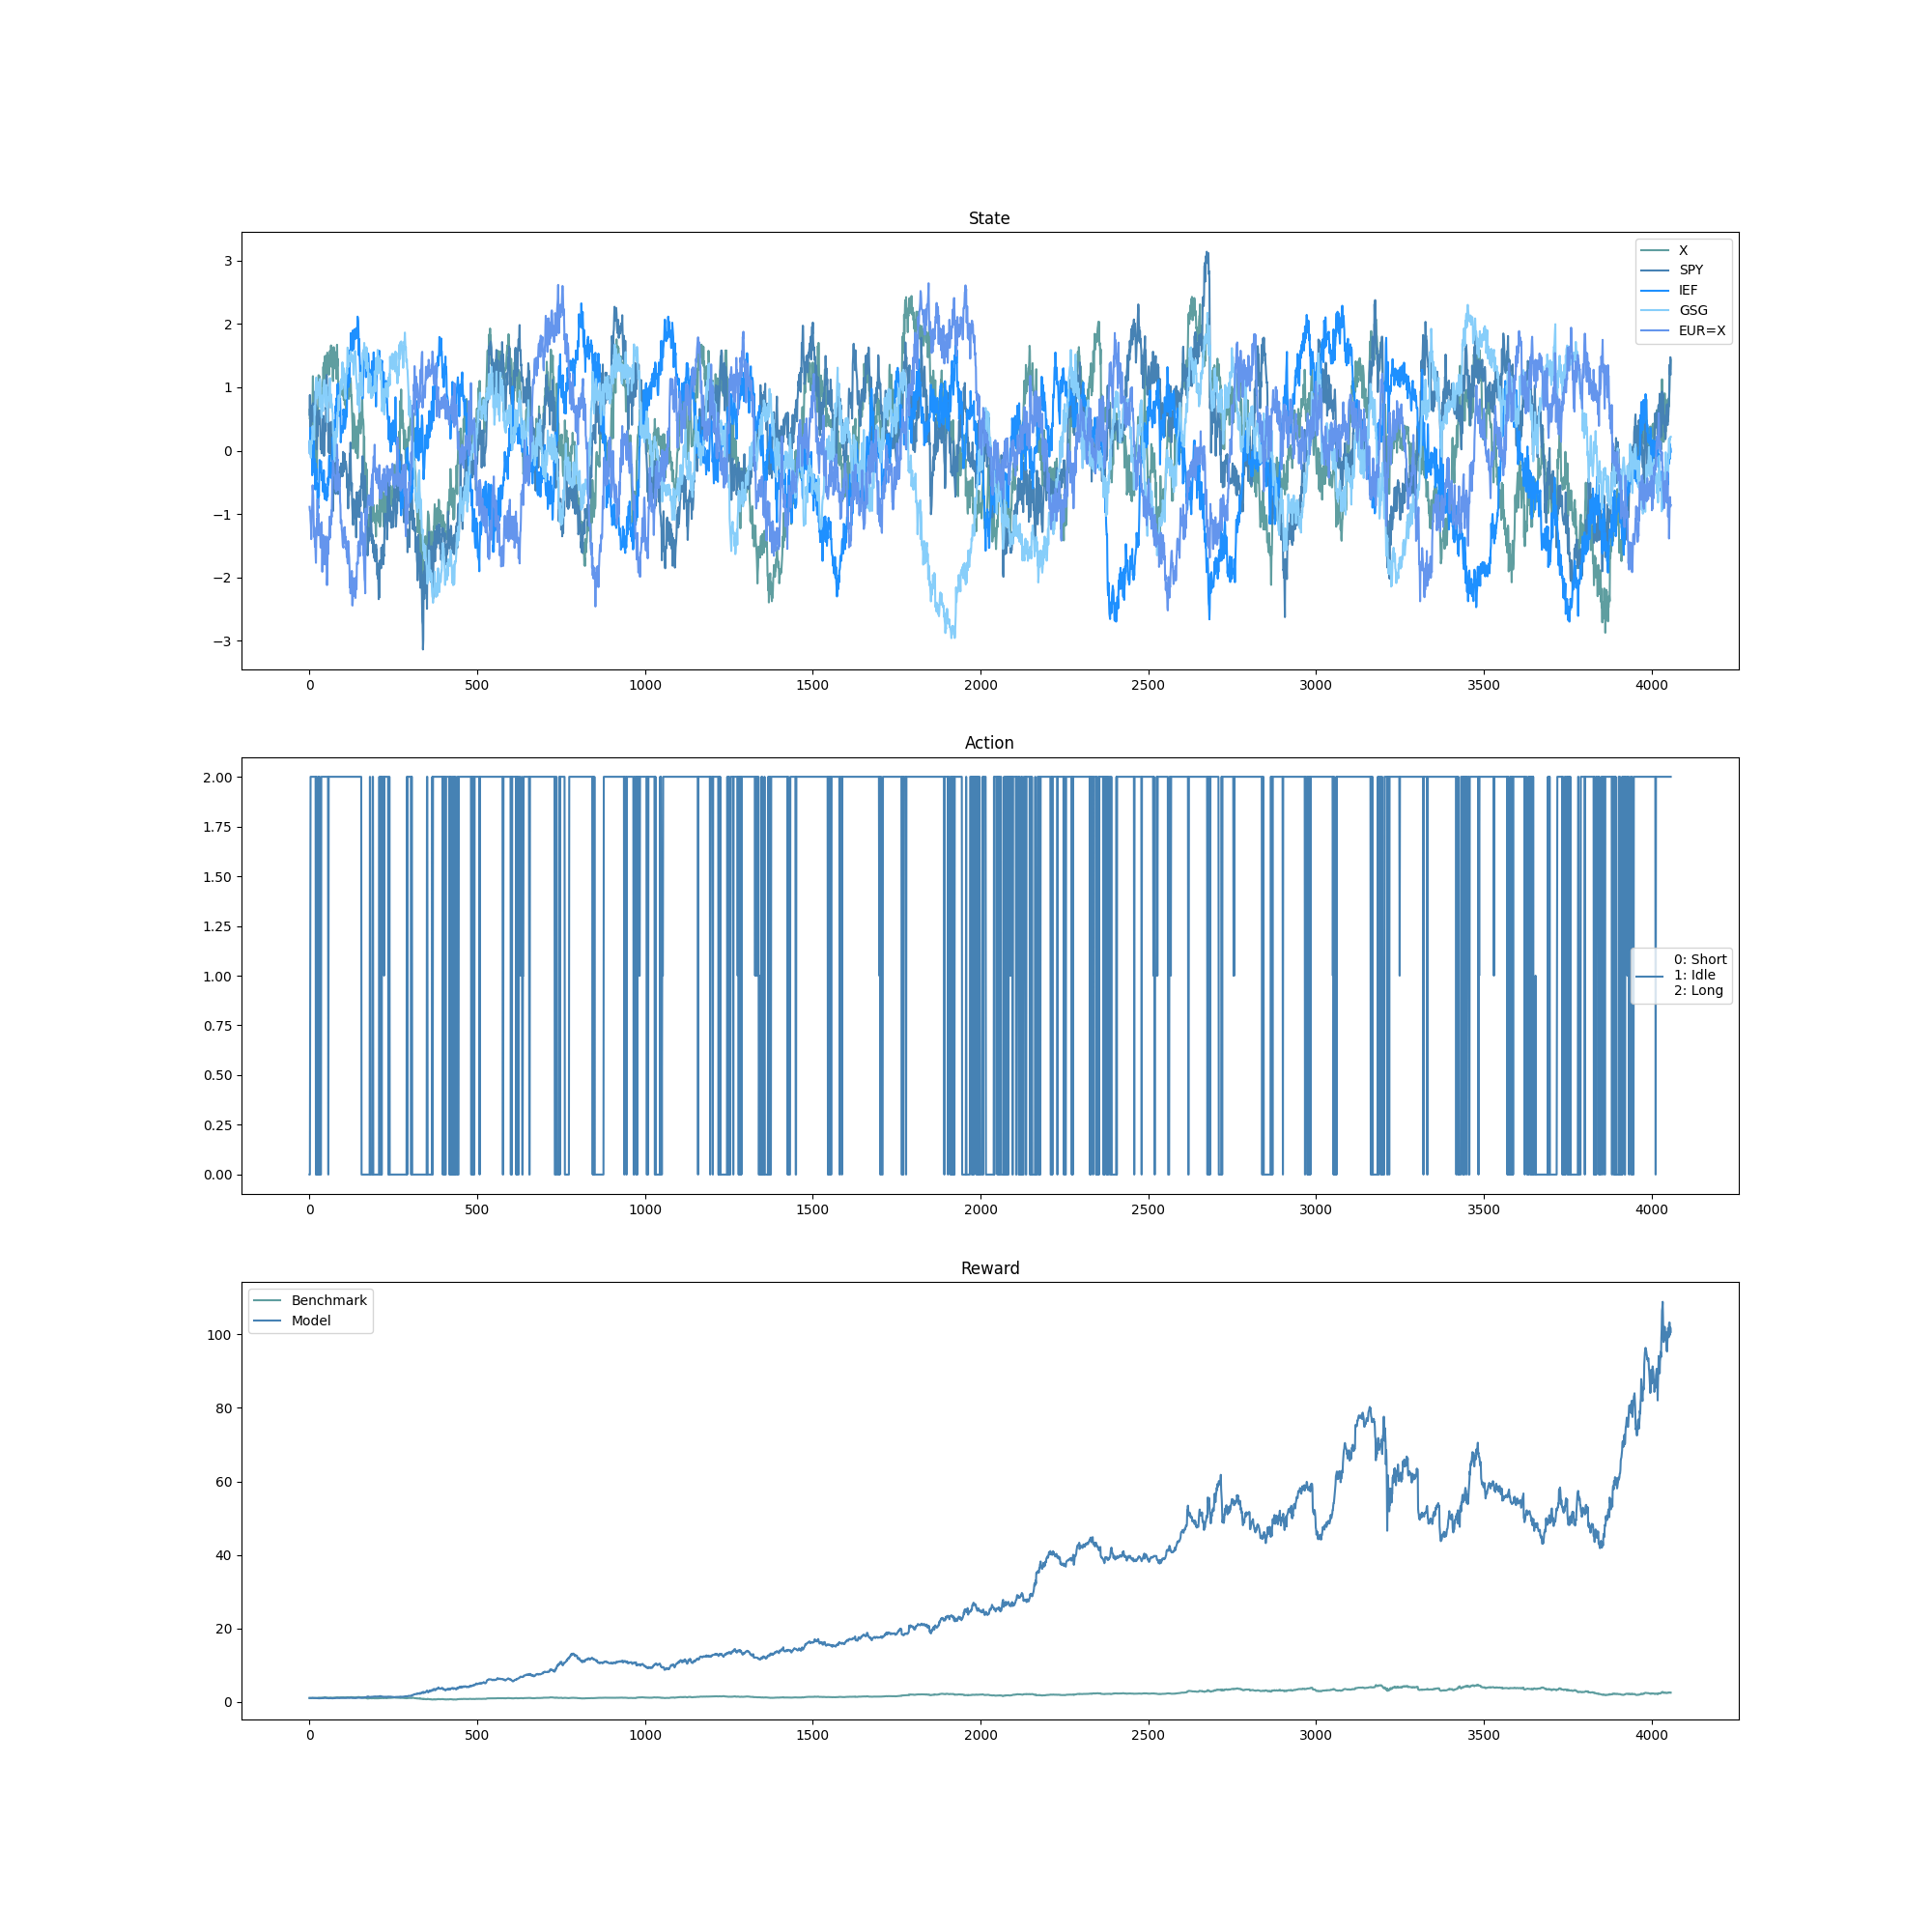 State
3
2
1
0
−1
−2
−3
X
SPY
IEF
GSG
EUR=X
0 500 1000 1500 2000 2500 3000 3500 4000
Action
2.00
1.75
1.50
1.25
1.00
0.75
0.50
0.25
0.00
0: Short
1: Idle
2: Long
0 500 1000 1500 2000 2500 3000 3500 4000
Reward
Benchmark
Model
100
80
60
40
20
0
0 500 1000 1500 2000 2500 3000 3500 4000